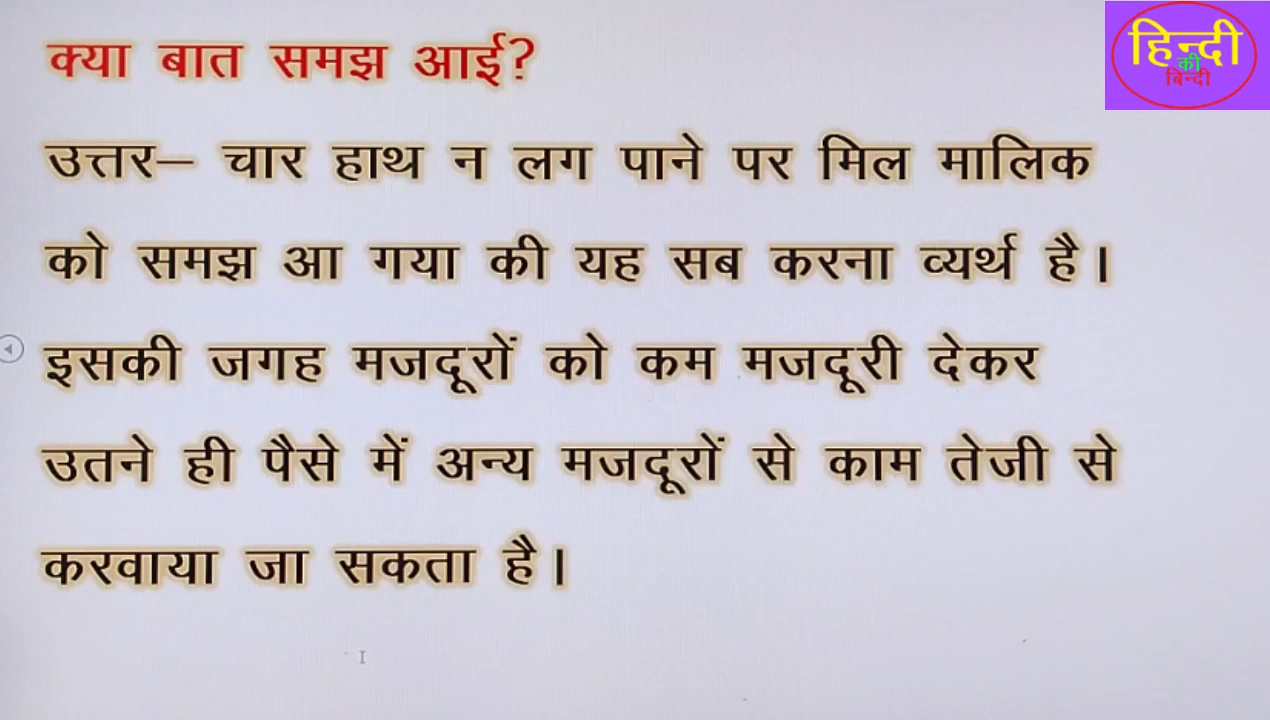 क्या बात समझ आई?
हिन्दी
की
बिन्दी
उत्तर– चार हाथ न लग पाने पर मिल मालिक
को समझ आ गया की यह सब करना व्यर्थ है।
इसकी जगह मजदूरों को कम मजदूरी देकर
उतने ही पैसे में अन्य मजदूरों से काम तेजी से
करवाया जा सकता है।